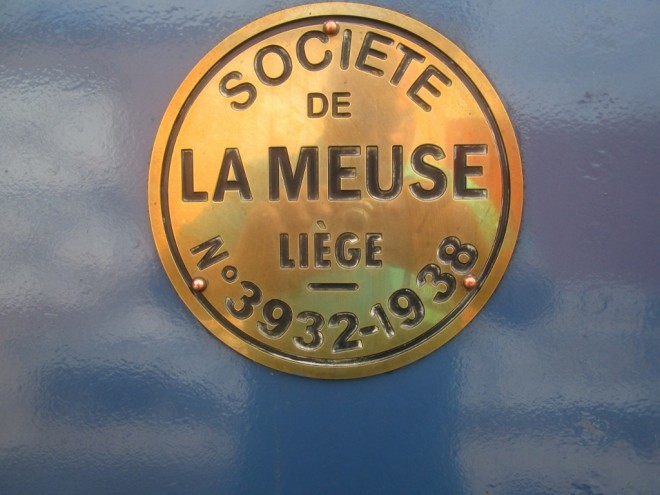 SOCIETE
DE
LA MEUSE
LIÈGE
No 3932-1938